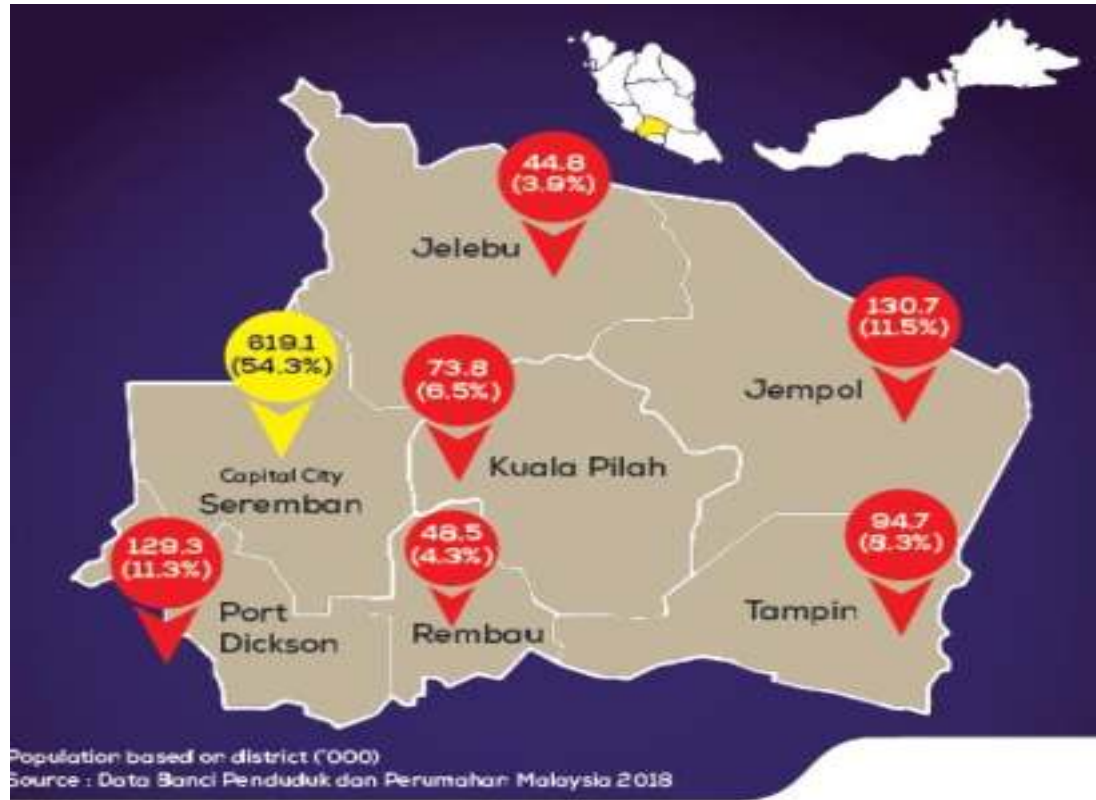 44.8
(3.9%)
Jelebu
130.7
(11.5%)
Jempol
619.1
(54.3%)
Capital City
Seremban
73.8
(6.5%)
Kuala Pilah
129.3
(11.3%)
Port
Dickson
48.5
(4.3%)
Rembau
94.7
(8.3%)
Tampin
Population based on district ('000)
Source : Data Banci Penduduk dan Perumahan Malaysia 2018